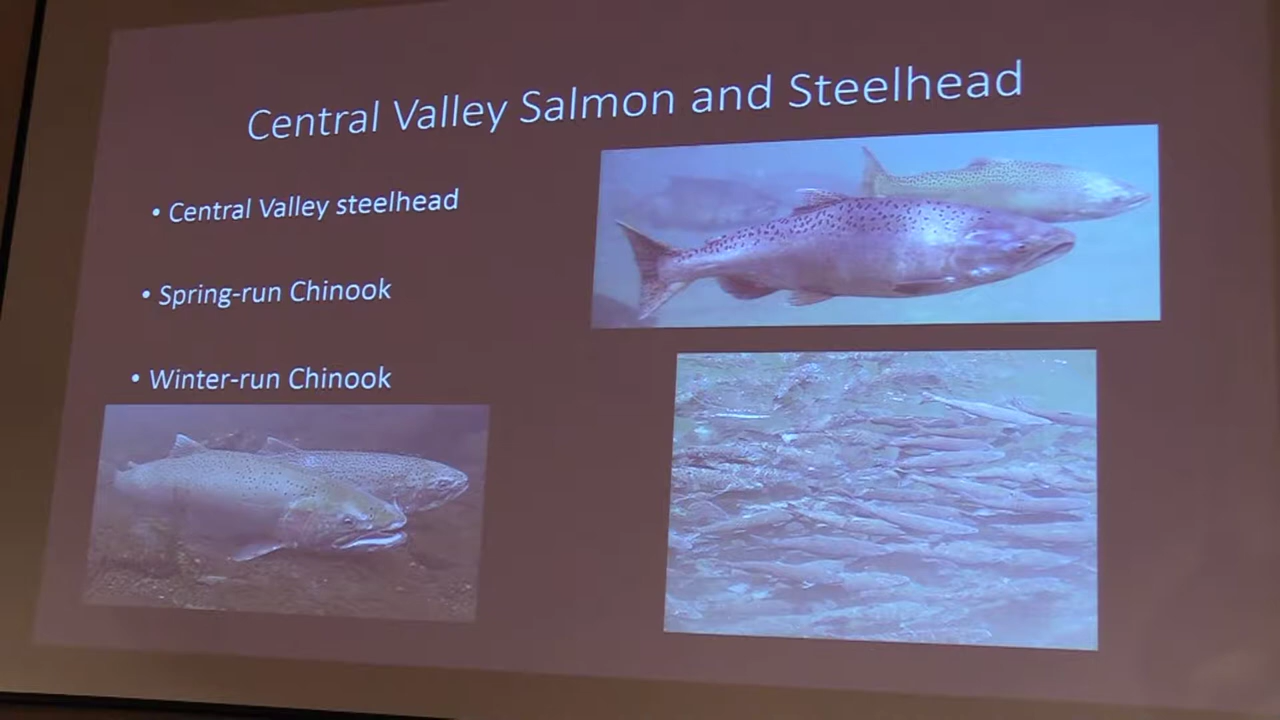 Central Valley Salmon and Steelhead
• Central Valley steelhead
• Spring-run Chinook
• Winter-run Chinook